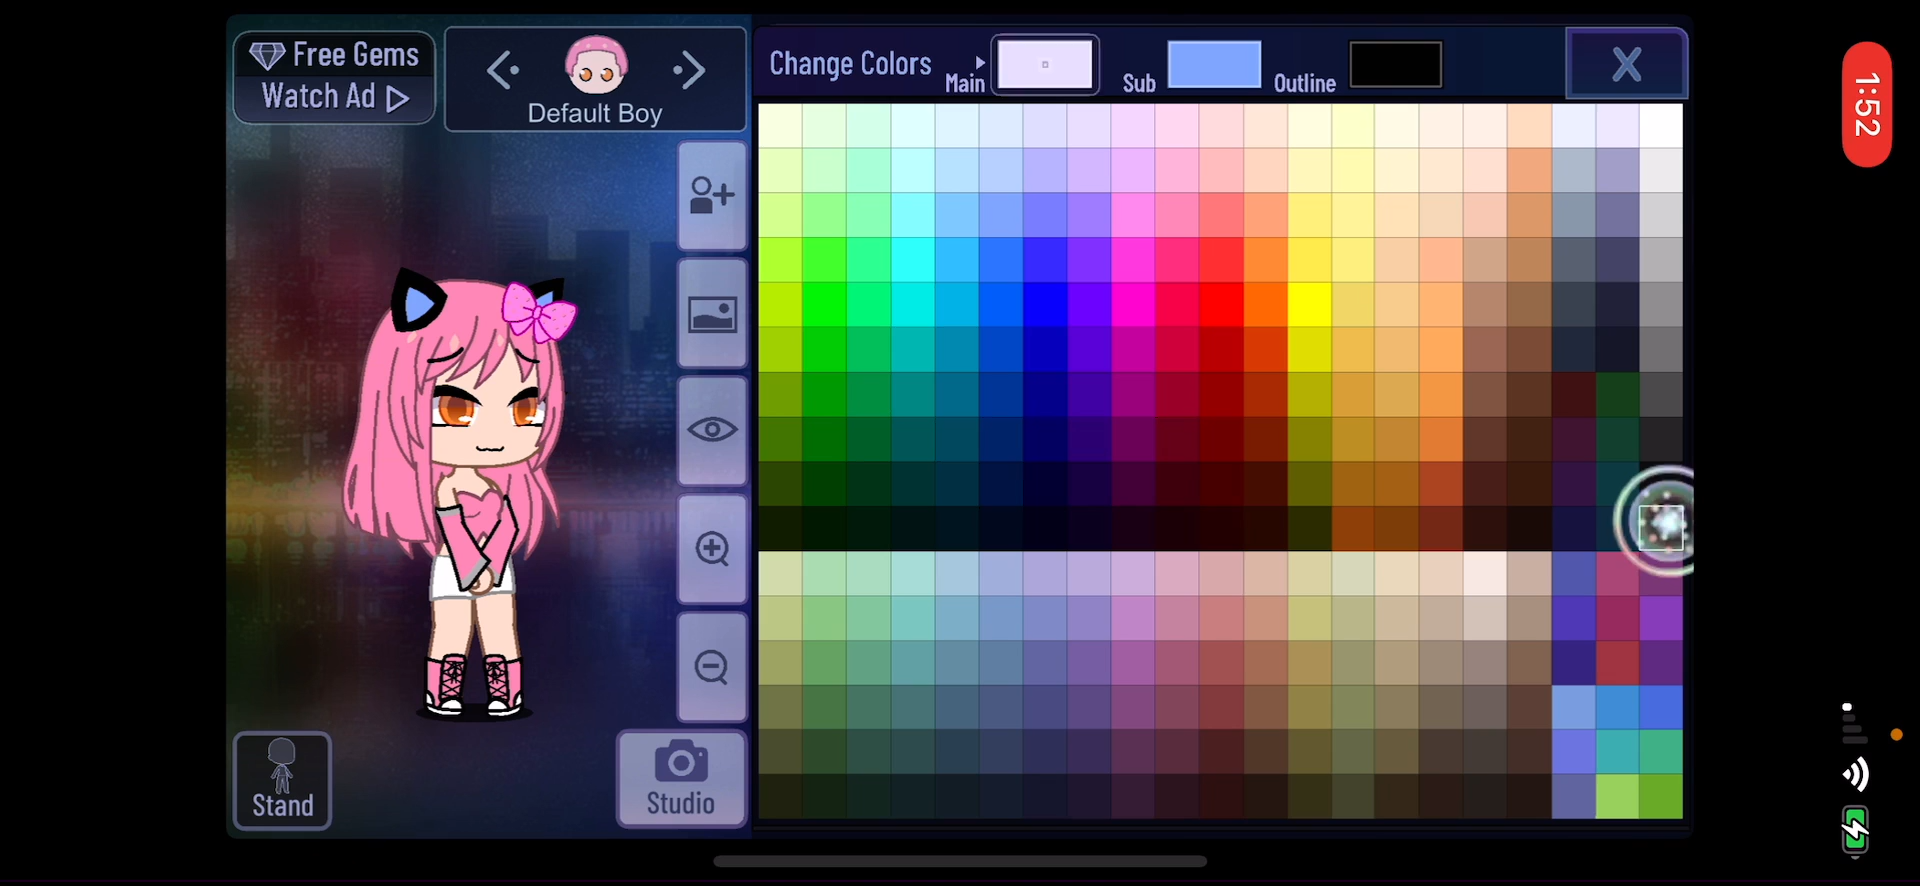 Free Gems
Watch Ad
Default Boy
Change Colors
Main
Sub
Outline
X
1:52
Stand
Studio